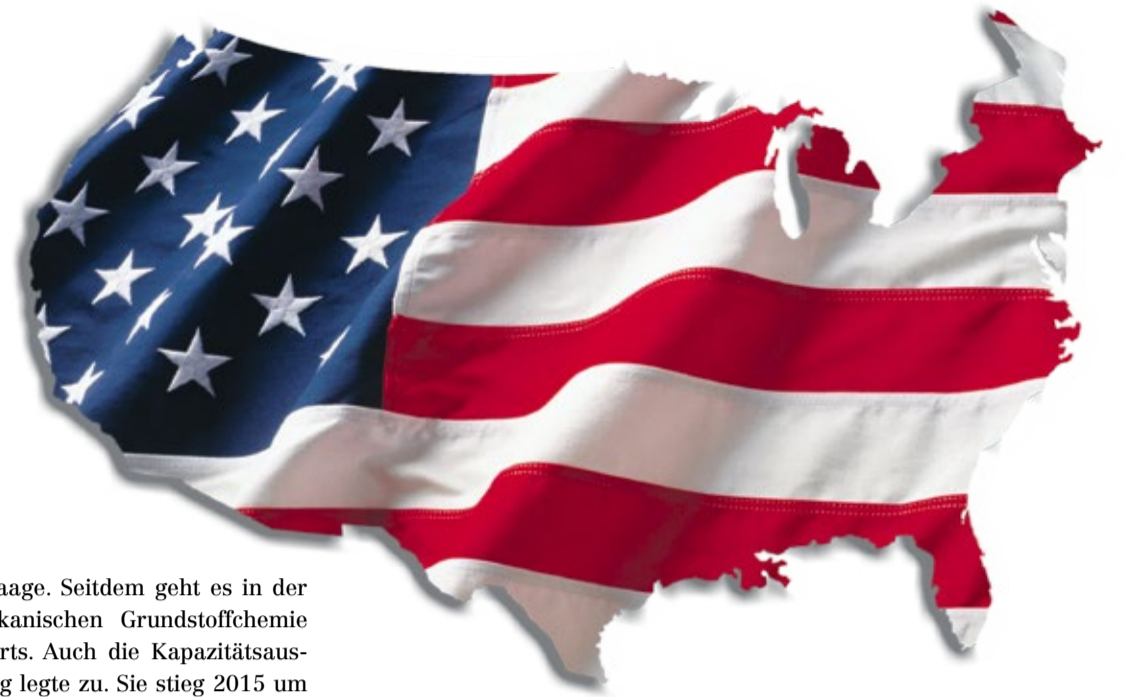 aage. Seitdem geht es in der
kanischen Grundstoffchemie
rts. Auch die Kapazitätsaus-
g legte zu. Sie stieg 2015 um